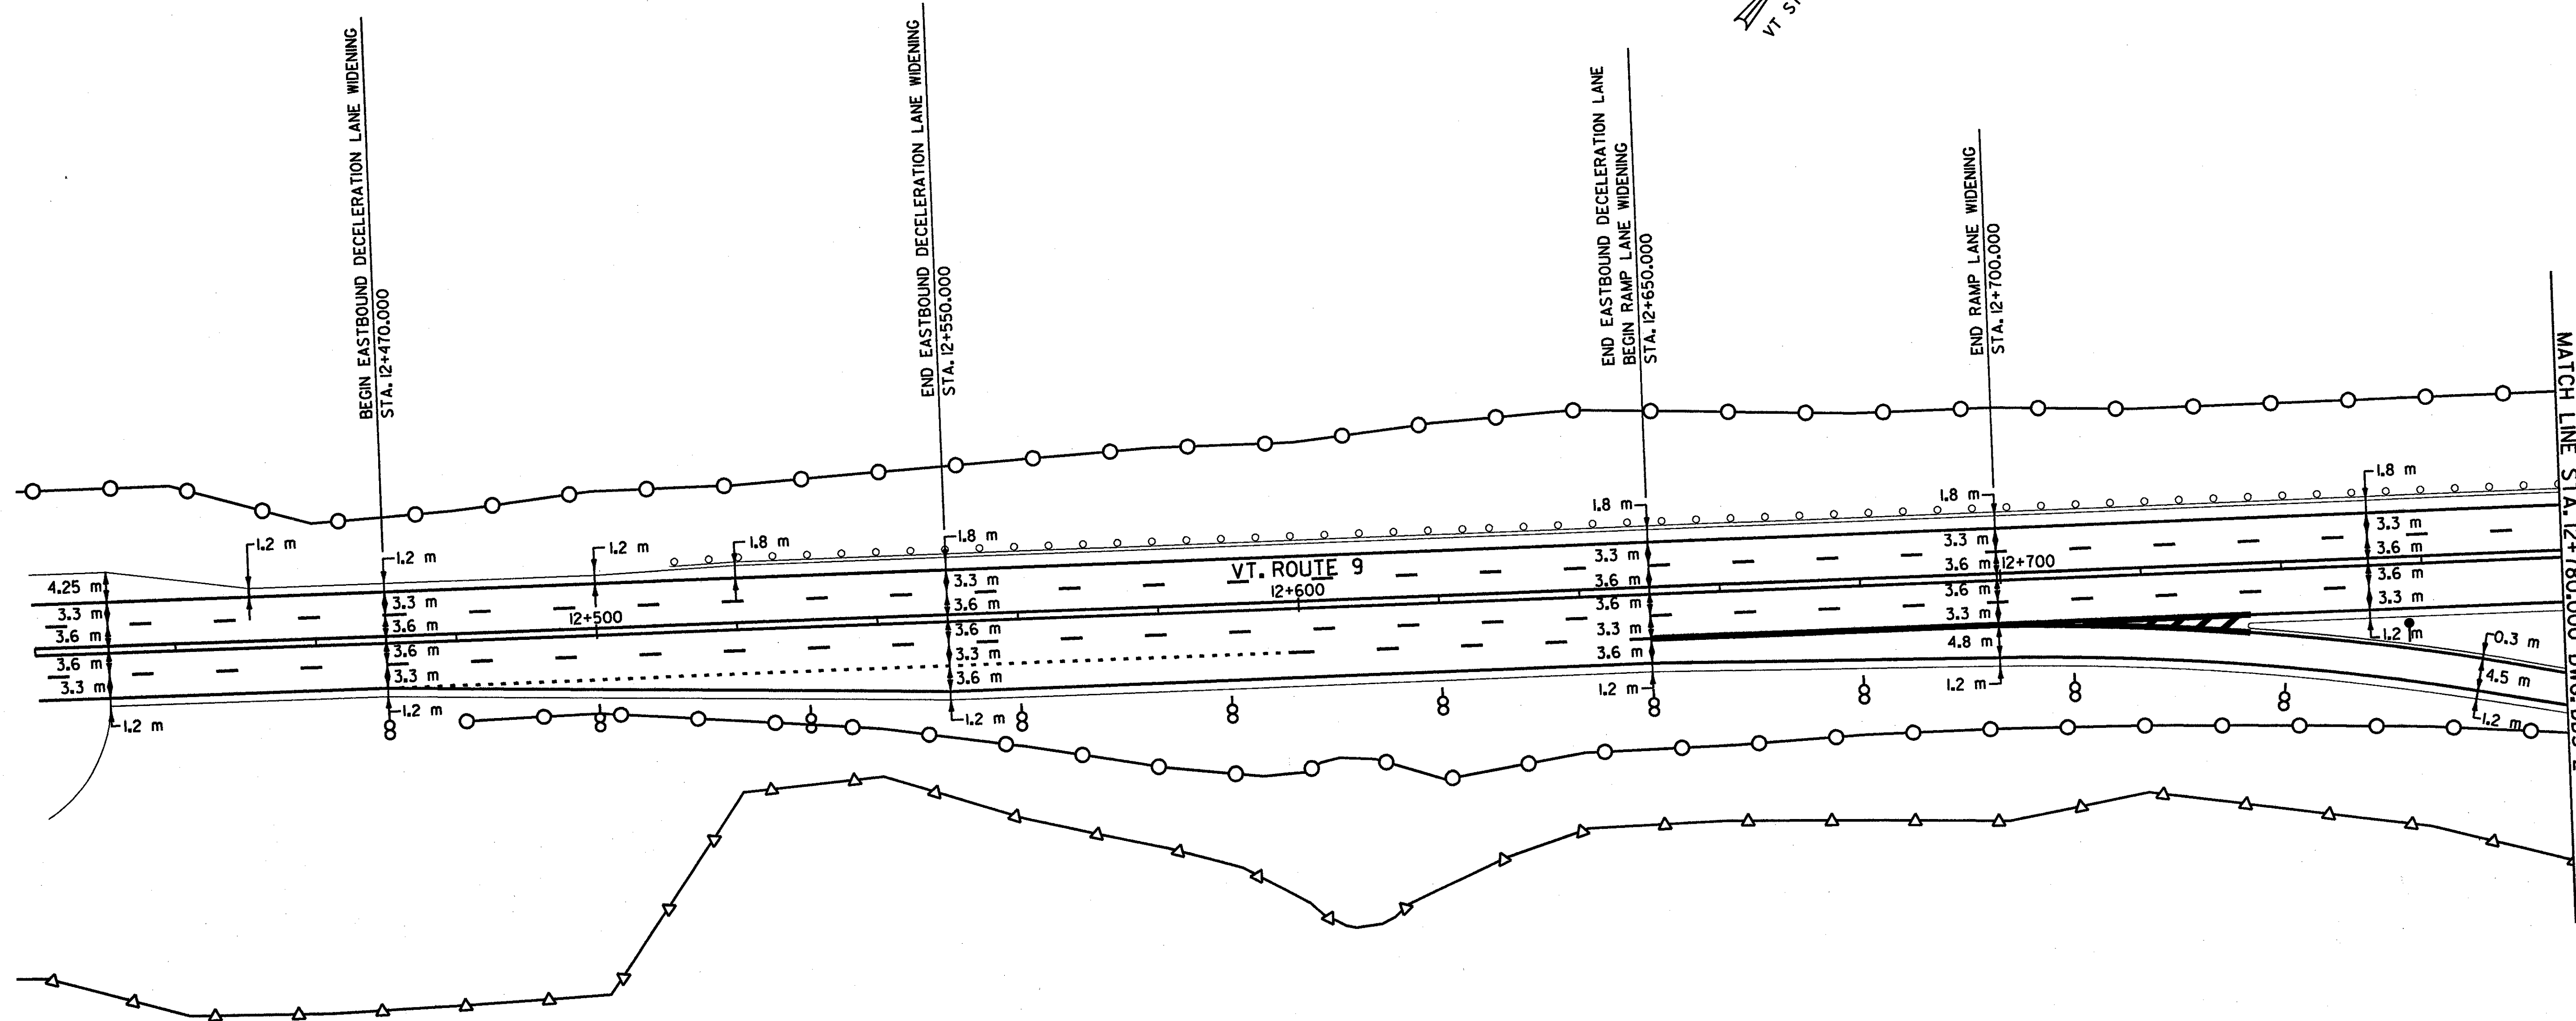 VT S
BEGIN EASTBOUND DECELERATION LANE WIDENING
STA. 12+470.000
END EASTBOUND DECELERATION LANE WIDENING
STA. 12+550.000
END EASTBOUND DECELERATION LANE
BEGIN RAMP LANE WIDENING
STA. 12+650.000
END RAMP LANE WIDENING
STA. 12+700.000
MATCH LINE STA. 12+780.000 DWG.
4.25 m
3.3 m
3.6 m
3.6 m
3.3 m
1.2 m
1.2 m
1.2 m
3.3 m
3.6 m
3.6 m
3.3 m
1.2 m
1.2 m
12+500
1.8 m
1.8 m
3.3 m
3.6 m
3.6 m
3.3 m
3.6 m
1.2 m
VT. ROUTE 9
12+600
1.8 m
3.3 m
3.6 m
3.6 m
3.3 m
3.6 m
1.2 m
1.8 m
3.3 m
3.6 m
12+700
3.6 m
3.3 m
4.8 m
1.2 m
1.8 m
3.3 m
3.6 m
3.6 m
3.3 m
1.2 m
0.3 m
4.5 m
1.2 m